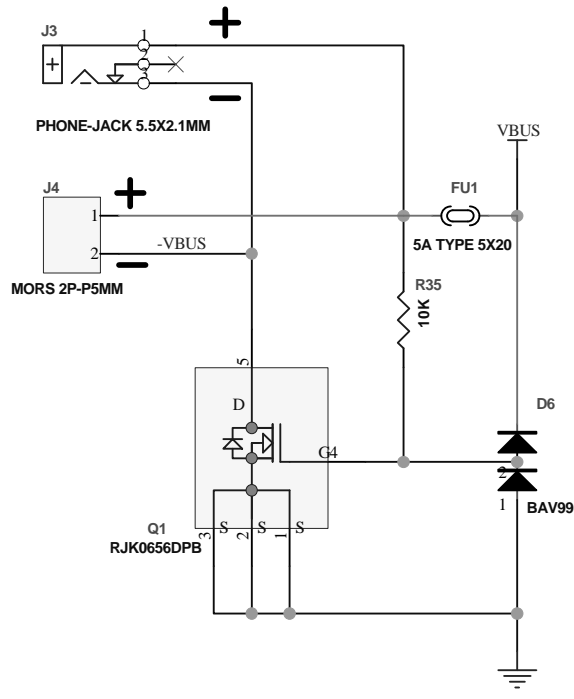 J3
1
+
2
3
+
PHONE-JACK 5.5X2.1MM
VBUS
J4
+
FU1
1
-VBUS
5A TYPE 5X20
2
MORS 2P-P5MM
R35
10K
5
D
D6
G4
2
1
BAV99
Q1
3
S
2
S
1
S
RJK0656DPB